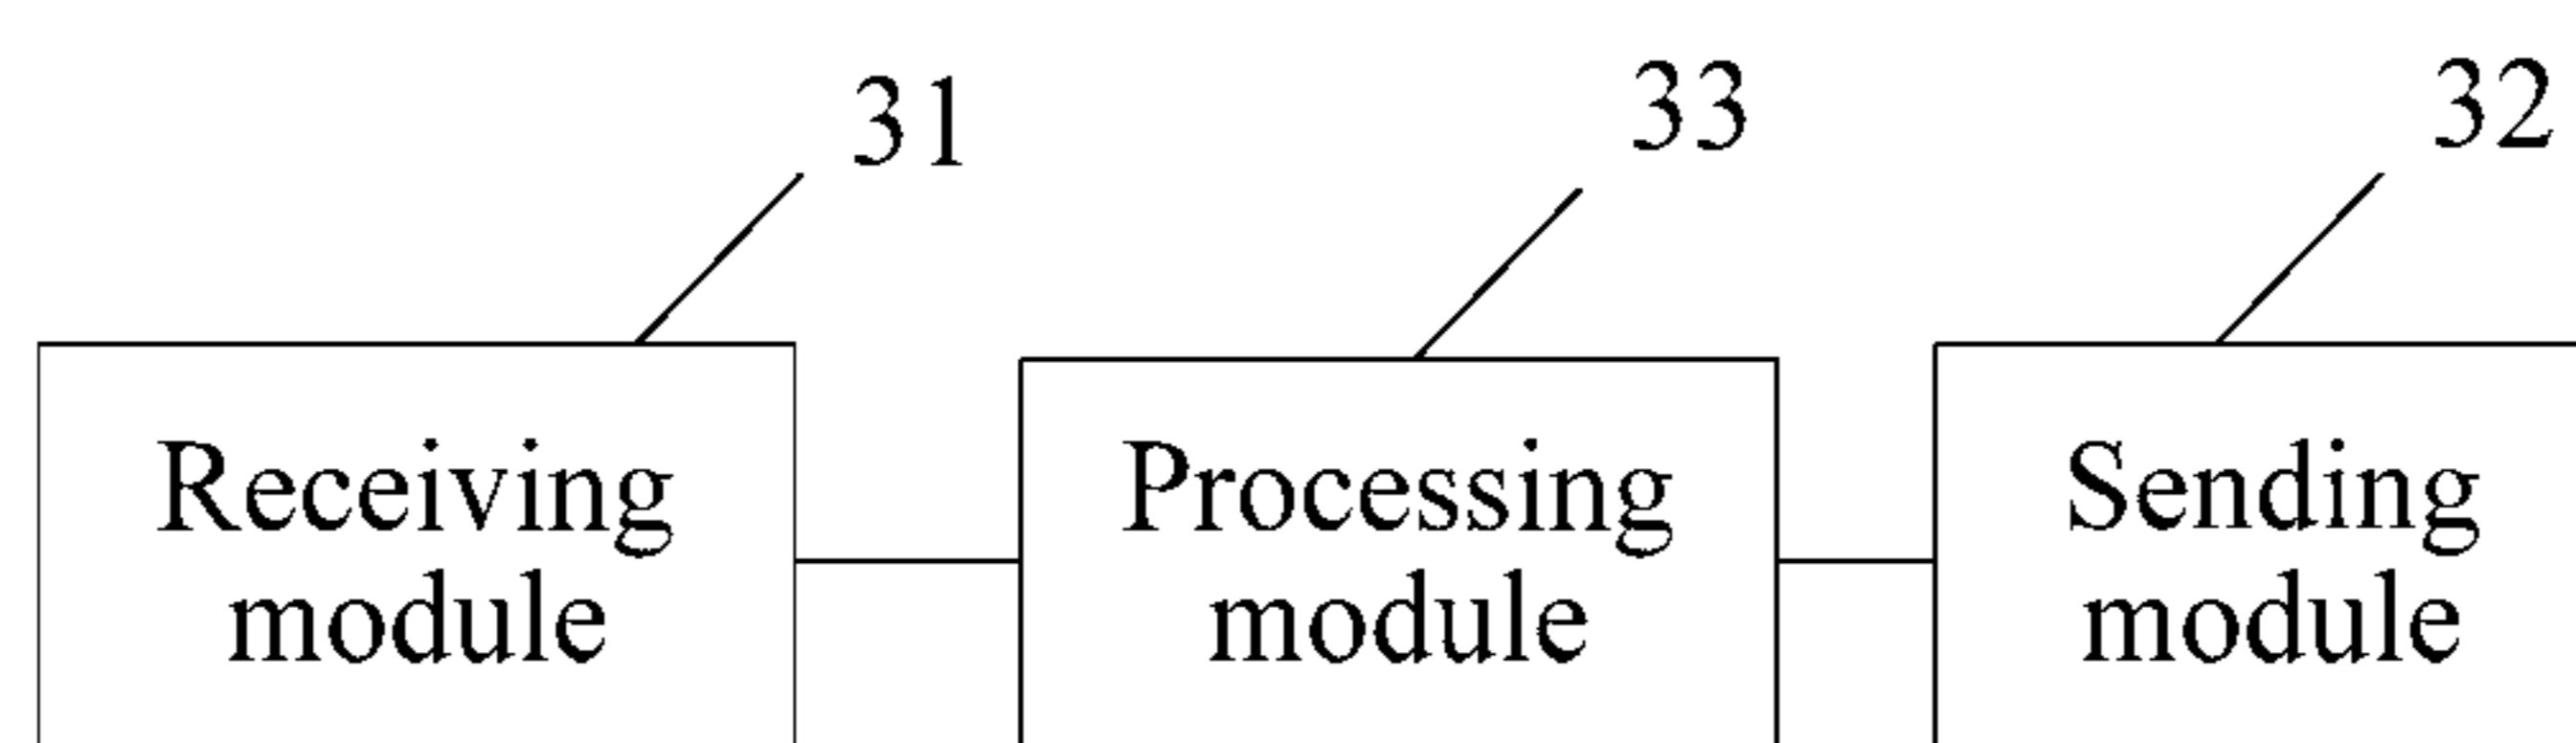 31
33
32
Receiving
module
Processing
module
Sending
module